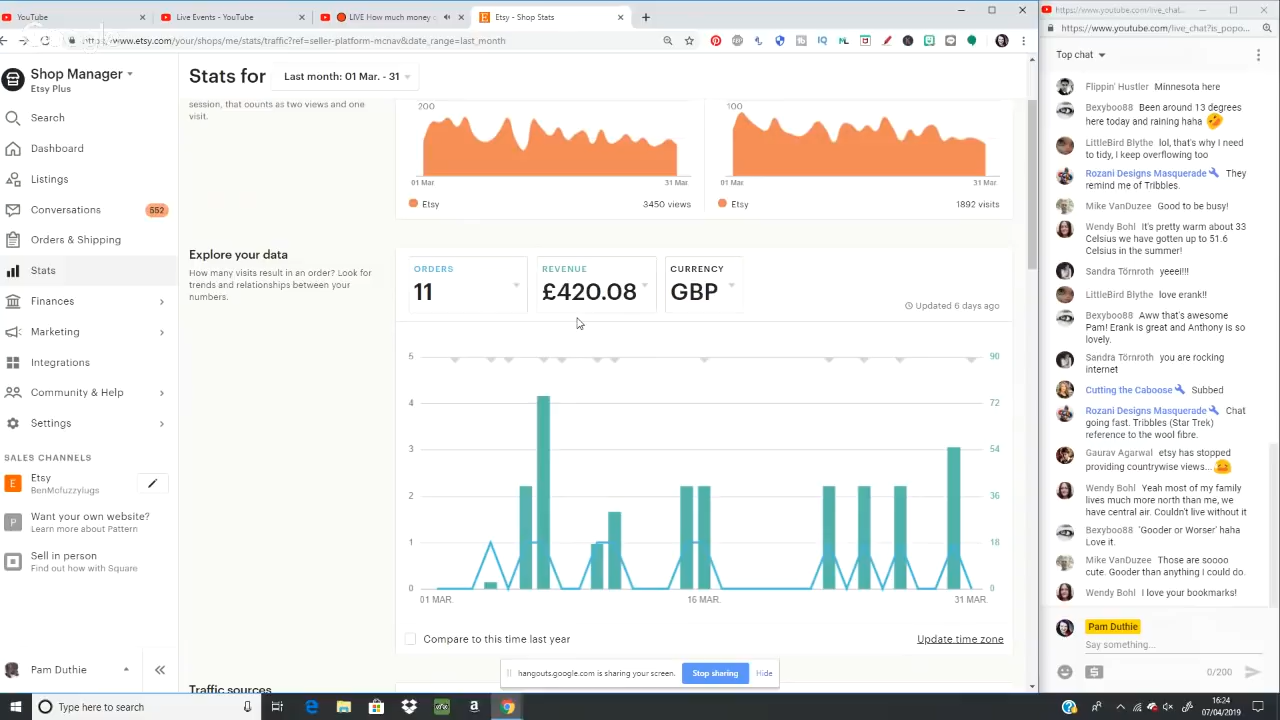 YouTube
Live Events - YouTube
LIVE How much money
Etsy - Shop Stats
https://www.etsy.com/your/shops/me/stats/traffic?ref=seller-platform-mcnav&date_range=last_month
Shop Manager
Etsy Plus
Search
Dashboard
Listings
Conversations 552
Orders & Shipping
Stats
Finances
Marketing
Integrations
Community & Help
Settings
SALES CHANNELS
Etsy
BenMofuzzylugs
Want your own website?
Learn more about Pattern
Sell in person
Find out how with Square
Pam Duthie
Stats for
Last month: 01 Mar. - 31
session, that counts as two views and one
visit.
200
01 Mar.
31 Mar.
Etsy
3450 views
100
01 Mar
31 Mar.
Etsy
1892 visits
Explore your data
How many visits result in an order? Look for
trends and relationships between your
numbers.
ORDERS
11
REVENUE
£420.08
CURRENCY
GBP
Updated 6 days ago
5 90
4 72
3 54
2 36
1 18
0 0
01 MAR.
16 MAR.
31 MAR.
Compare to this time last year
Update time zone
Traffic sources
hangouts.google.com is sharing your screen.
Stop sharing
Hide
https://www.youtube.com/live_chat...
https://www.youtube.com/live_chat?is_popo...
Top chat
Flippin' Hustler Minnesota here
Bexyboo88 Been around 13 degrees
here today and raining haha
LittleBird Blythe lol, that's why I need
to tidy, I keep overflowing too
Rozani Designs Masquerade They
remind me of Tribbles.
Mike VanDuzee Good to be busy!
Wendy Bohl It's pretty warm about 33
Celsius we have gotten up to 51.6
Celsius in the summer!
Sandra Törnroth yeeei!!!
LittleBird Blythe love erank!!
Bexyboo88 Aww that's awesome
Pam! Erank is great and Anthony is so
lovely.
Sandra Törnroth you are rocking
internet
Cutting the Caboose Subbed
Rozani Designs Masquerade Chat
going fast. Tribbles (Star Trek)
reference to the wool fibre.
Gaurav Agarwal etsy has stopped
providing countrywise views...
Wendy Bohl Yeah most of my family
lives much more north than me, we
have central air. Couldn't live without it
Bexyboo88 'Gooder or Worser' haha
Love it.
Mike VanDuzee Those are soooo
cute. Gooder than anything I could do.
Wendy Bohl I love your bookmarks!
Pam Duthie
Say something...
0/200
Type here to search
16:24
07/04/2019